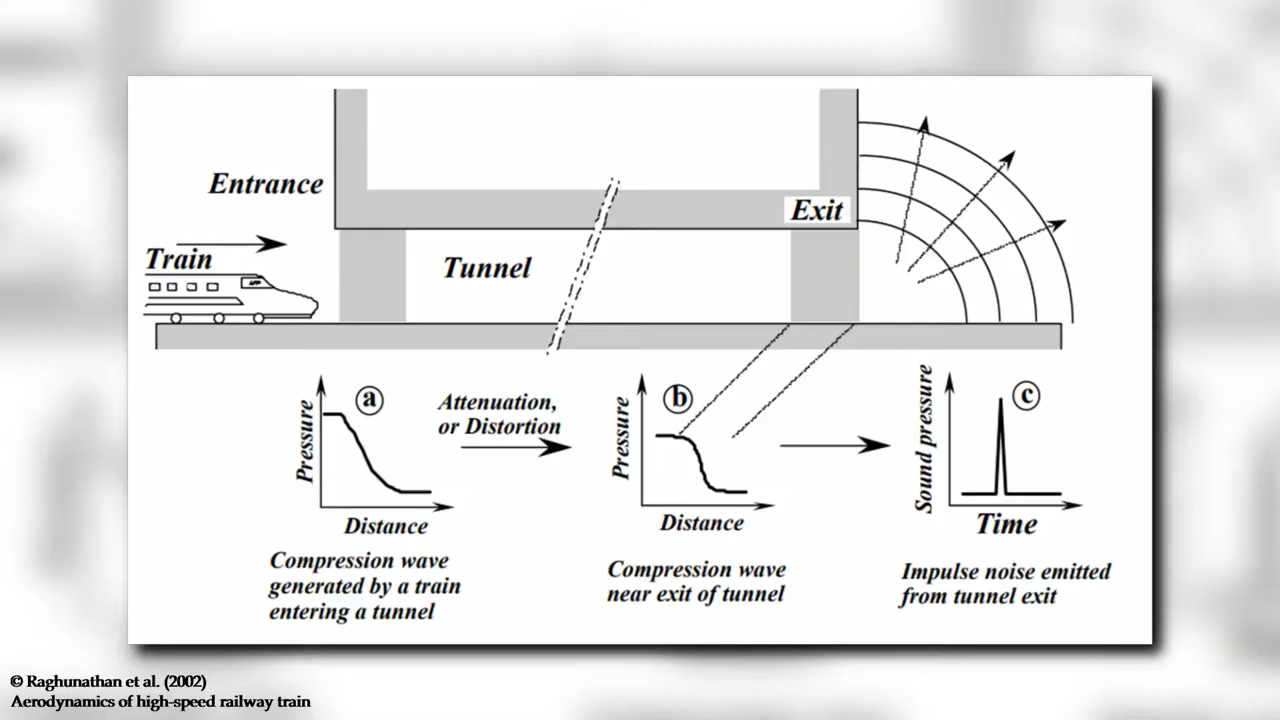 Entrance
Exit
Train
Tunnel
Pressure
a
Distance
Compression wave
generated by a train
entering a tunnel
Attenuation,
or Distortion
Pressure
b
Distance
Compression wave
near exit of tunnel
Sound pressure
c
Time
Impulse noise emitted
from tunnel exit
© Raghunathan et al. (2002)
Aerodynamics of high-speed railway train